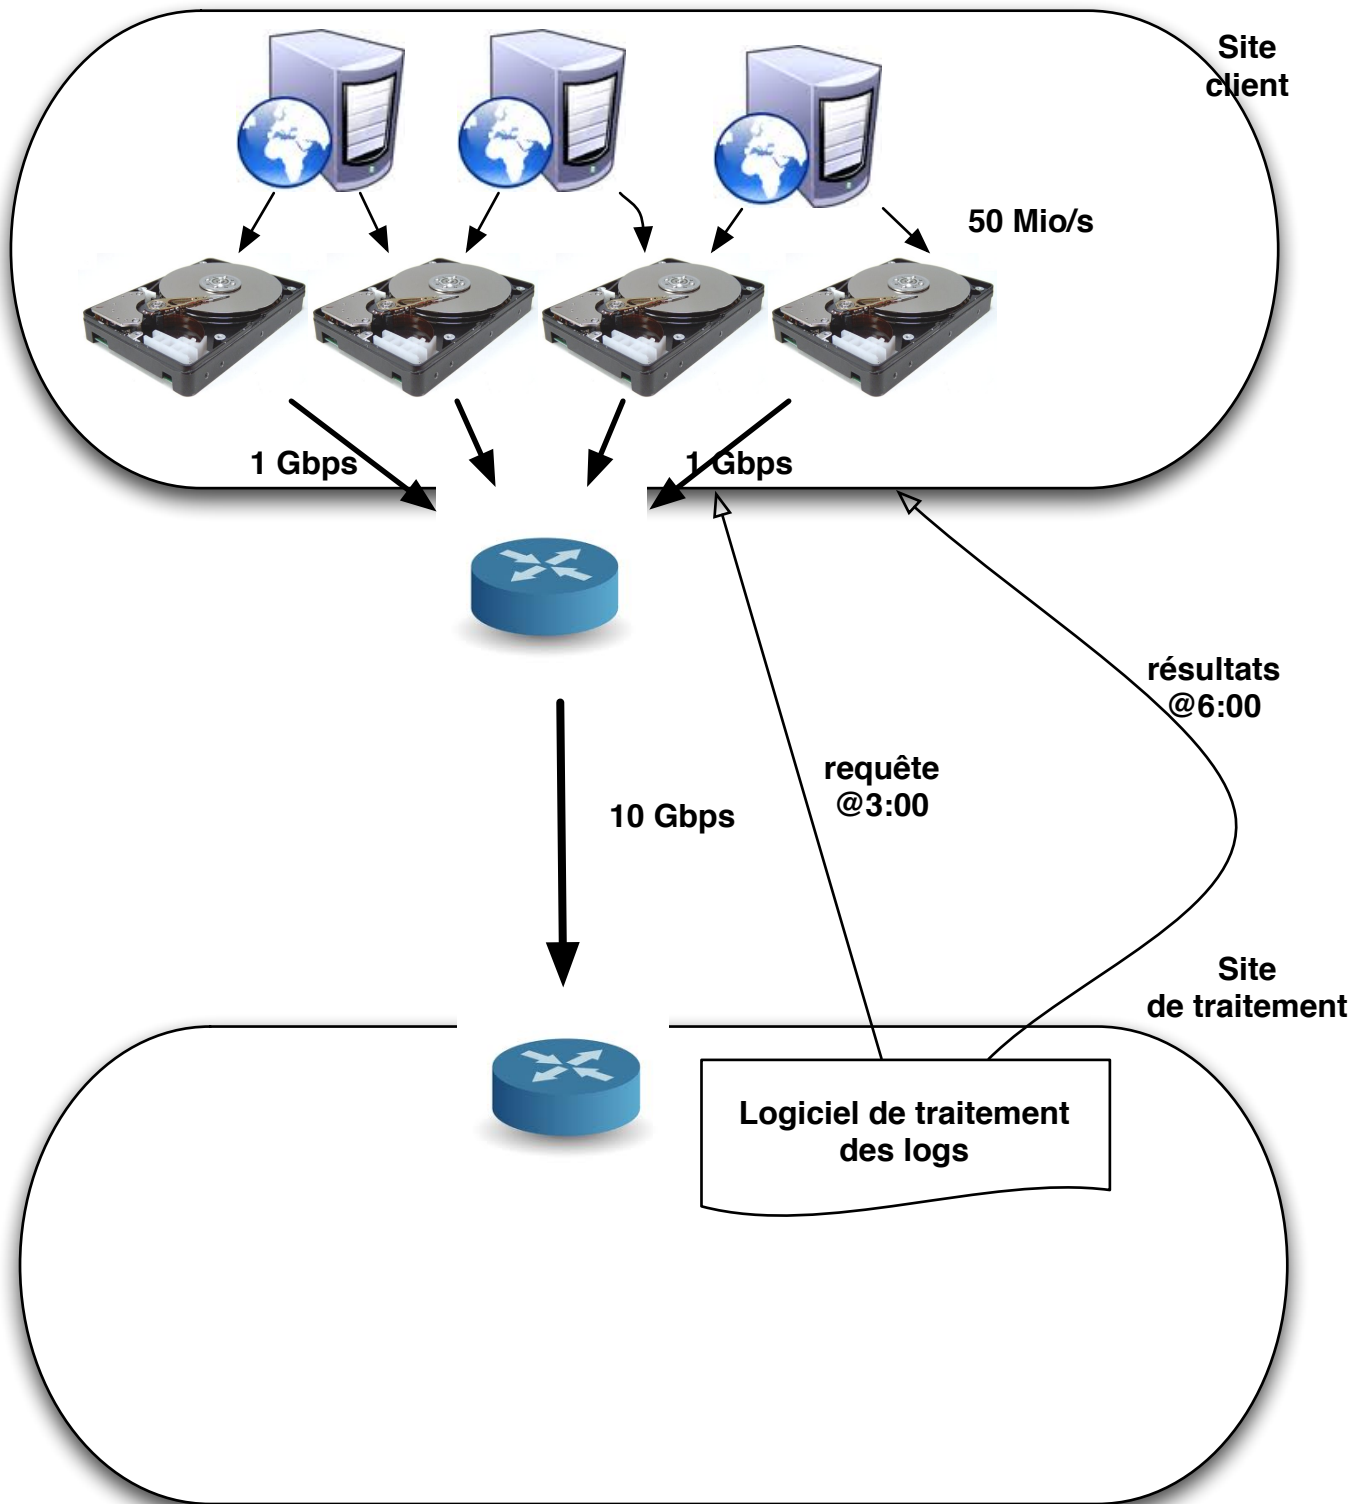 Site
client
50 Mio/s
1 Gbps
1 Gbps
résultats
@6:00
requête
@3:00
10 Gbps
Site
de traitement
Logiciel de traitement
des logs